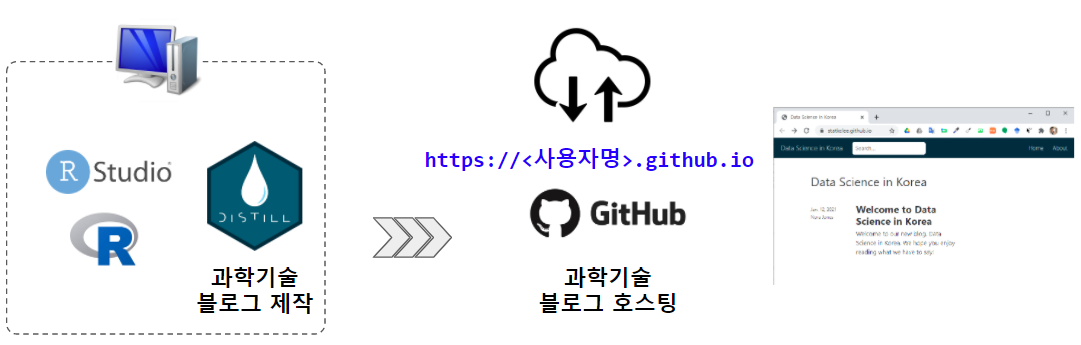 R Studio
R
DISTILL
과학기술
블로그 제작
https://<사용자명>.github.io
GitHub
과학기술
블로그 호스팅
Data Science in Korea
statkclee.github.io
Data Science in Korea
Search...
Home
About
Data Science in Korea
Jan. 12, 2021
Nora Jones
Welcome to Data
Science in Korea
Welcome to our new blog, Data
Science in Korea. We hope you enjoy
reading what we have to say!